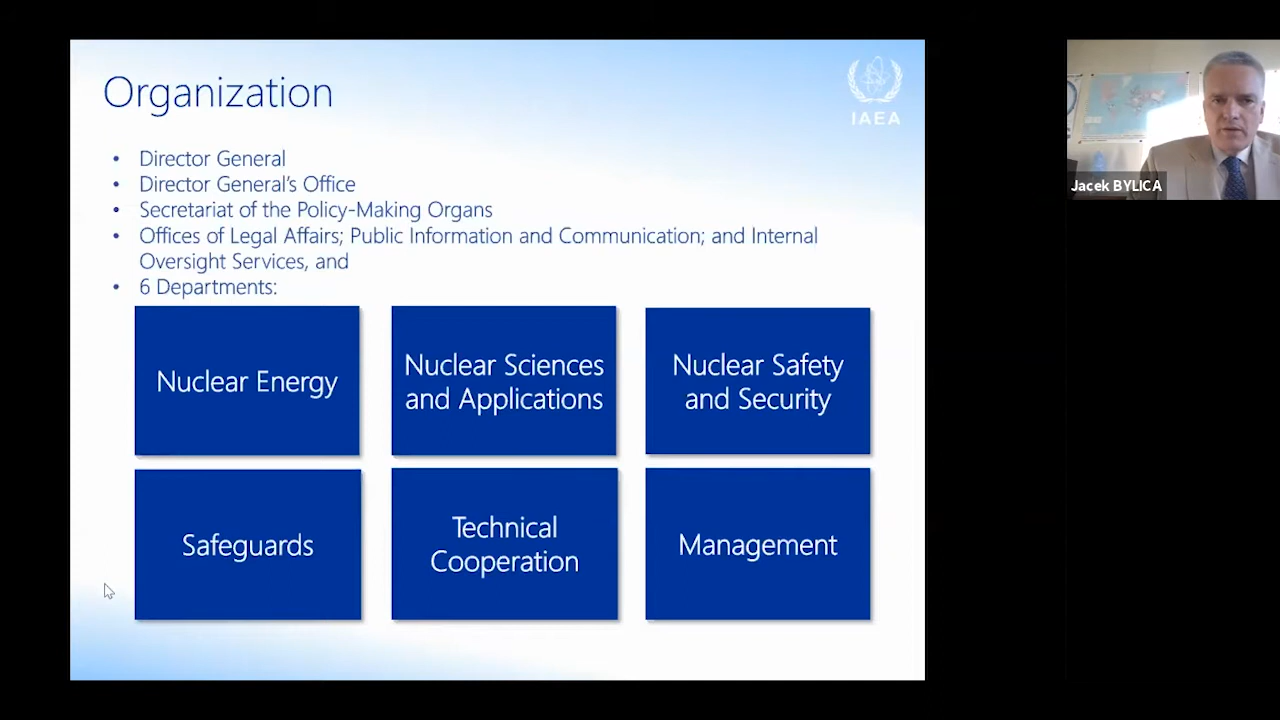 Organization
IAEA
• Director General
• Director General's Office
• Secretariat of the Policy-Making Organs
• Offices of Legal Affairs; Public Information and Communication; and Internal
Oversight Services, and
• 6 Departments:
Nuclear Energy
Nuclear Sciences
and Applications
Nuclear Safety
and Security
Safeguards
Technical
Cooperation
Management
Jacek BYLICA